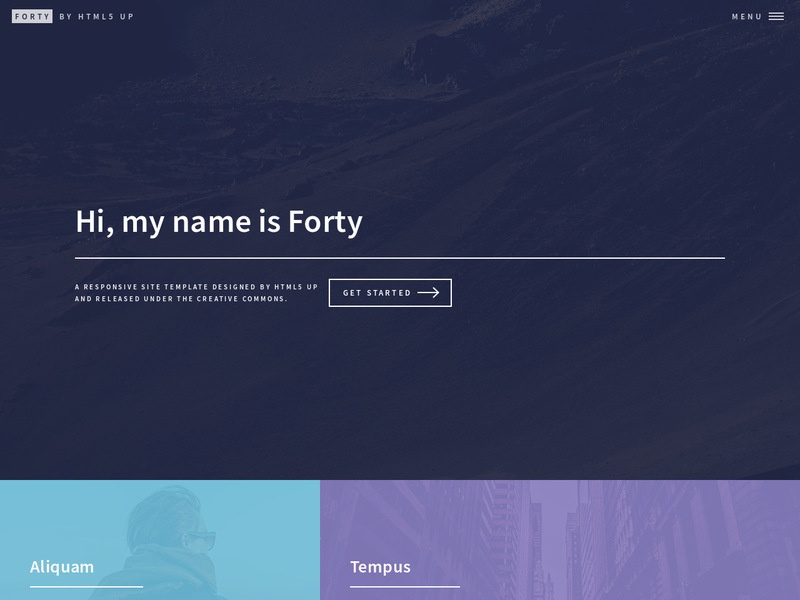 FORTY BY HTML5 UP
MENU
Hi, my name is Forty
A RESPONSIVE SITE TEMPLATE DESIGNED BY HTML5 UP
AND RELEASED UNDER THE CREATIVE COMMONS.
GET STARTED
Aliquam
Tempus